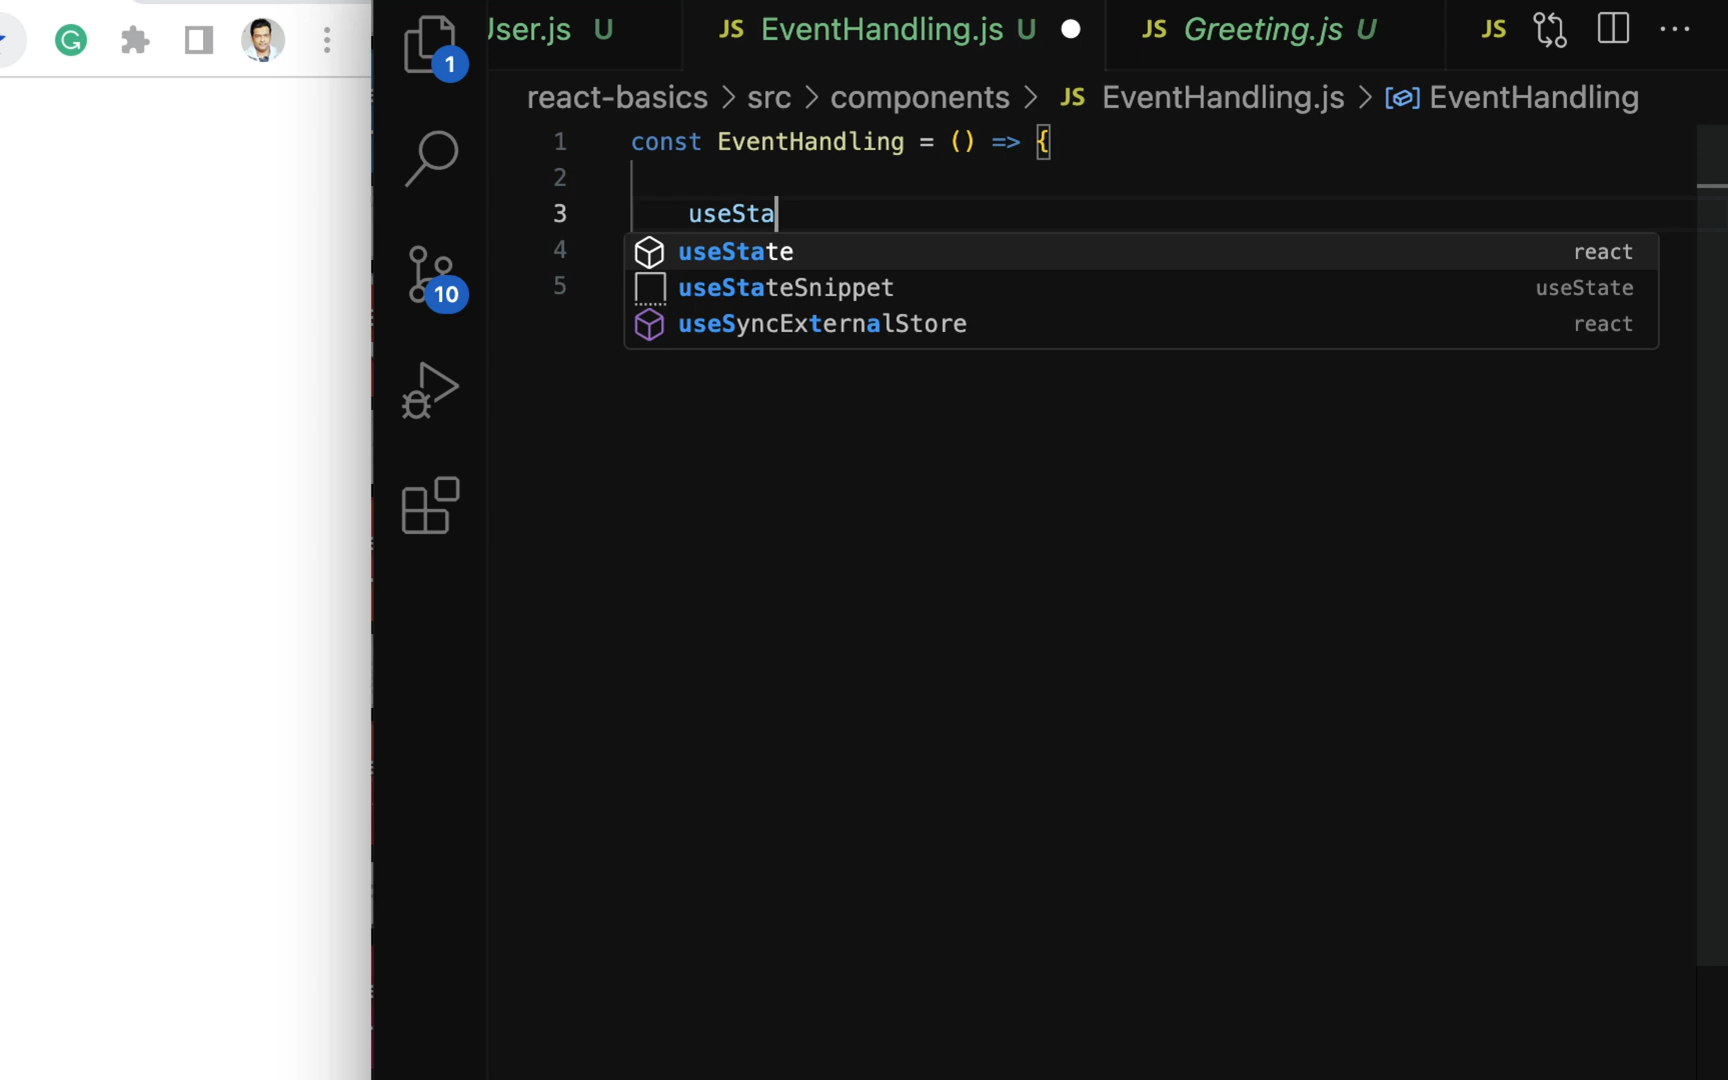 User.js U JS EventHandling.js U JS Greeting.js U JS
1
react-basics > src > components > JS EventHandling.js > EventHandling
1 const EventHandling = () => {
2
3 useSta
4 useState react
5 useStateSnippet useState
useSyncExternalStore react
10